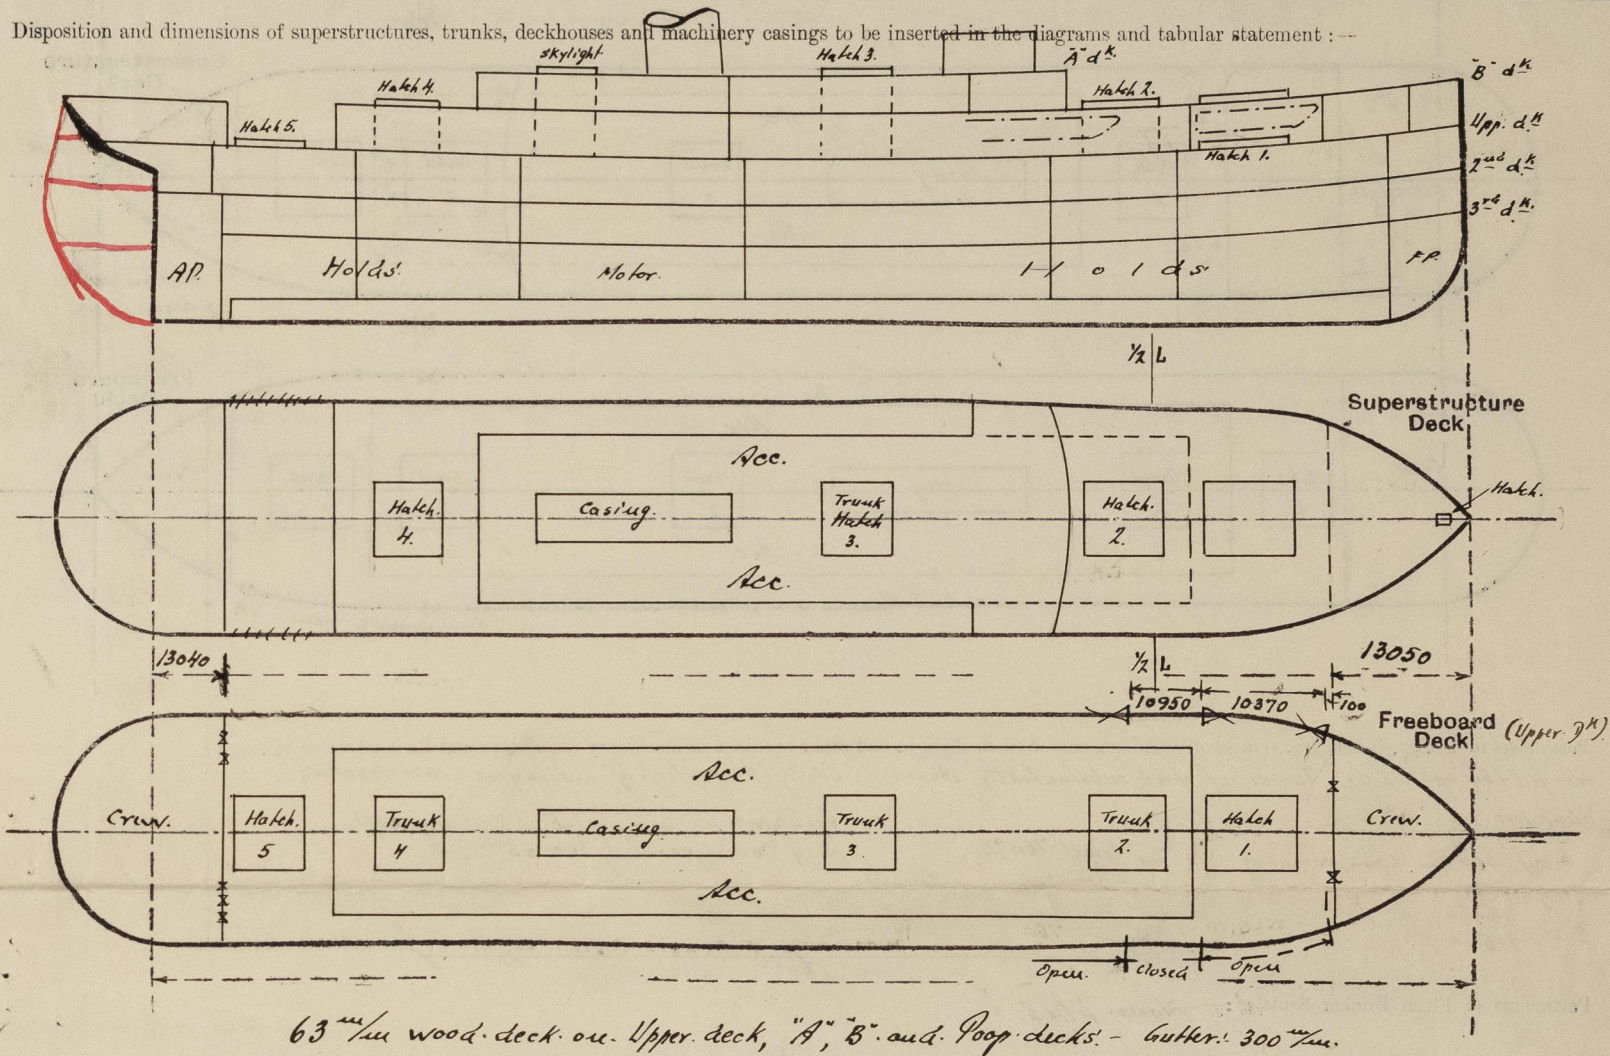 Disposition and dimensions of superstructures, trunks, deckhouses and machinery casings to be inserted in the diagrams and tabular statement :—
Skylight
Hatch 3.
"A" dk.
"B" dk
Hatch 4.
Hatch 2.
Hatch 5.
Upp. dk
Hatch 1.
2nd dk
3rd dk.
AP.
Holds
Motor.
Holds
FP.
1/2 L
Superstructure
Deck
Acc.
Hatch.
Hatch.
4.
Casing.
Trunk
Hatch
3.
Hatch.
2.
Acc.
13040
1/2 L
13050
10950
10370
100
Freeboard
Deck
(Upper Dk)
Acc.
Crew.
Hatch.
5
Trunk
4
Casing
Trunk
3
Trunk
2.
Hatch
1.
Crew.
Acc.
Open.
closed
Open
63 m/m wood deck on Upper deck, "A", "B" and Poop decks. – Gutter: 300 m/m.